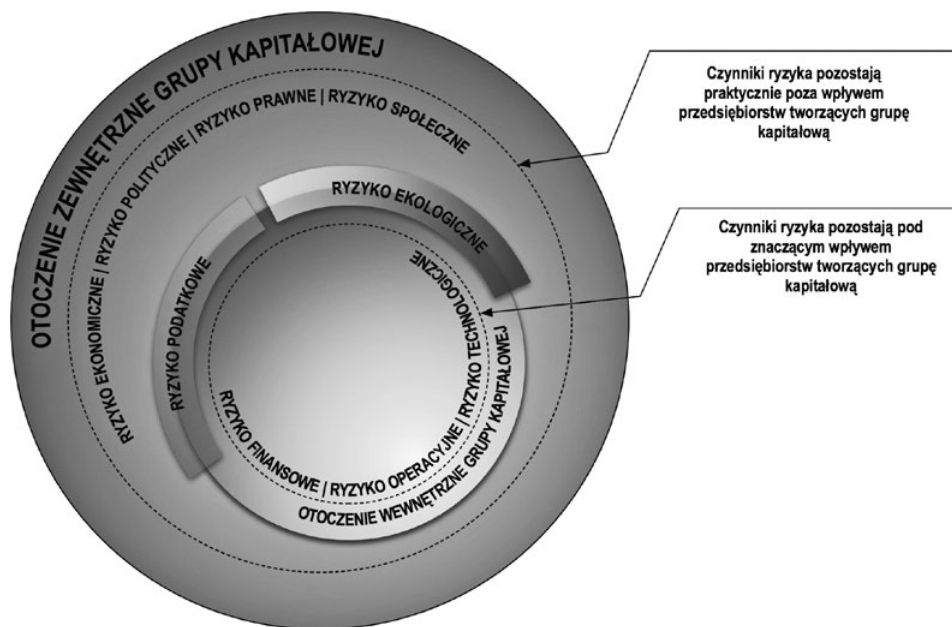 OTOCZENIE ZEWNĘTRZNE GRUPY KAPITAŁOWEJ
RYZYKO EKONOMICZNE | RYZYKO POLITYCZNE | RYZYKO PRAWNE | RYZYKO SPOŁECZNE
RYZYKO PODATKOWE
RYZYKO EKOLOGICZNE
RYZYKO FINANSOWE | RYZYKO OPERACYJNE | RYZYKO TECHNOLOGICZNE
OTOCZENIE WEWNĘTRZNE GRUPY KAPITAŁOWEJ
Czynniki ryzyka pozostają
praktycznie poza wpływem
przedsiębiorstw tworzących grupę
kapitałową
Czynniki ryzyka pozostają pod
znaczącym wpływem
przedsiębiorstw tworzących grupę
kapitałową